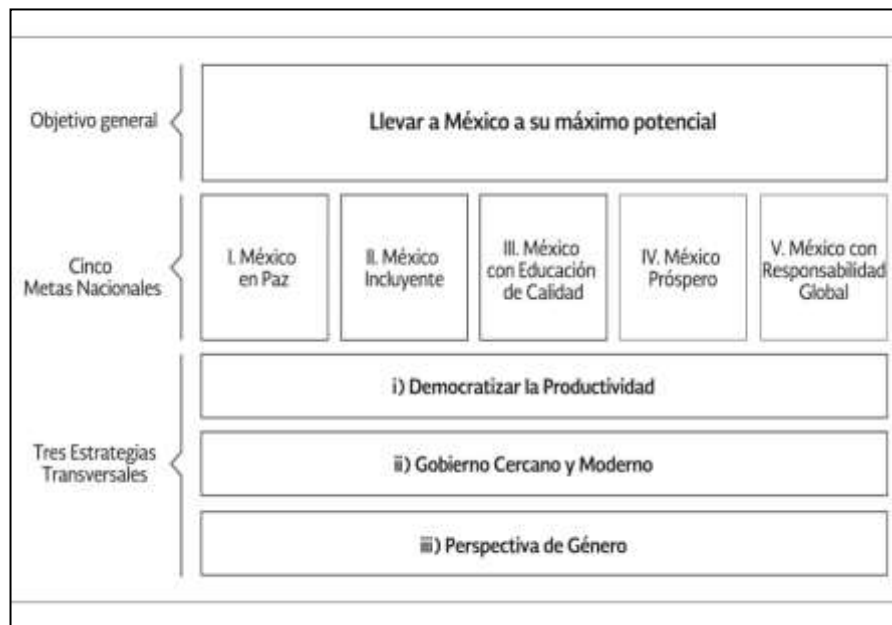 Objetivo general
Llevar a México a su máximo potencial
Cinco
Metas Nacionales
I. México
en Paz
II. México
Incluyente
III. México
con Educación
de Calidad
IV. México
Próspero
V. México con
Responsabilidad
Global
Tres Estrategias
Transversales
i) Democratizar la Productividad
ii) Gobierno Cercano y Moderno
iii) Perspectiva de Género